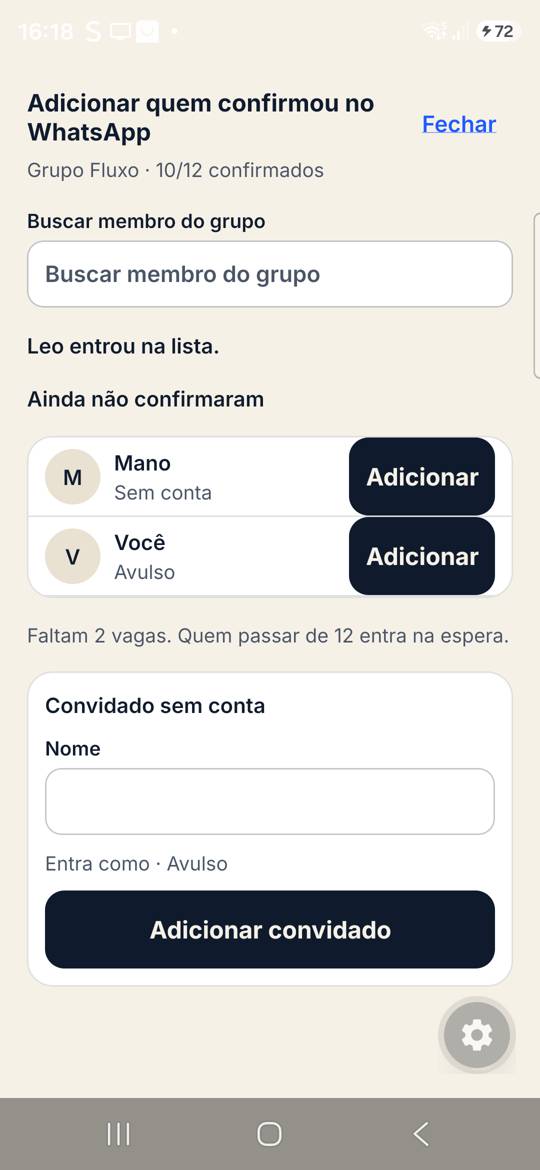 16:18
72
Adicionar quem confirmou no
WhatsApp
Fechar
Grupo Fluxo · 10/12 confirmados
Buscar membro do grupo
Buscar membro do grupo
Leo entrou na lista.
Ainda não confirmaram
M
Mano
Sem conta
Adicionar
V
Você
Avulso
Adicionar
Faltam 2 vagas. Quem passar de 12 entra na espera.
Convidado sem conta
Nome
Entra como · Avulso
Adicionar convidado